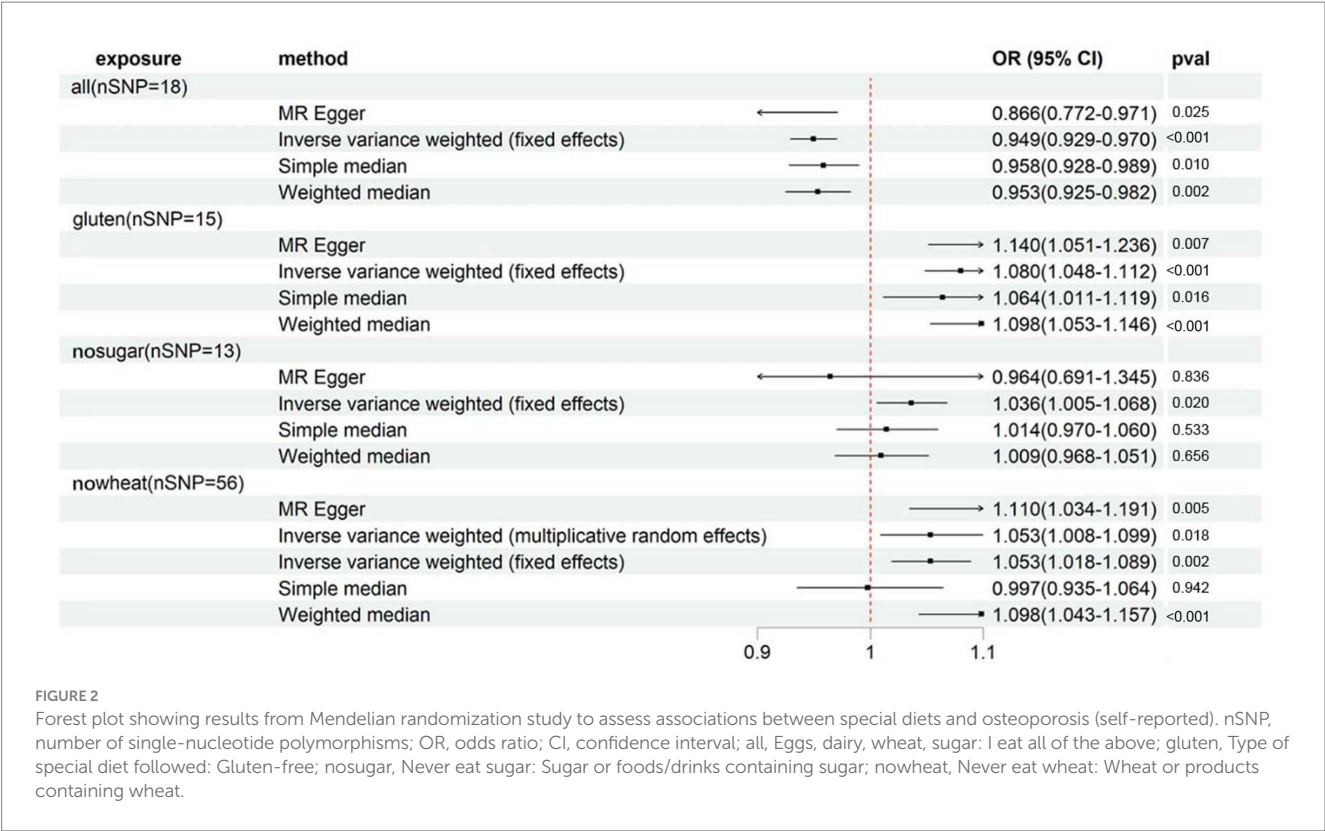 exposure method OR (95% CI) pval
all(nSNP=18)
MR Egger 0.866(0.772-0.971) 0.025
Inverse variance weighted (fixed effects) 0.949(0.929-0.970) <0.001
Simple median 0.958(0.928-0.989) 0.010
Weighted median 0.953(0.925-0.982) 0.002
gluten(nSNP=15)
MR Egger 1.140(1.051-1.236) 0.007
Inverse variance weighted (fixed effects) 1.080(1.048-1.112) <0.001
Simple median 1.064(1.011-1.119) 0.016
Weighted median 1.098(1.053-1.146) <0.001
nosugar(nSNP=13)
MR Egger 0.964(0.691-1.345) 0.836
Inverse variance weighted (fixed effects) 1.036(1.005-1.068) 0.020
Simple median 1.014(0.970-1.060) 0.533
Weighted median 1.009(0.968-1.051) 0.656
nowheat(nSNP=56)
MR Egger 1.110(1.034-1.191) 0.005
Inverse variance weighted (multiplicative random effects) 1.053(1.008-1.099) 0.018
Inverse variance weighted (fixed effects) 1.053(1.018-1.089) 0.002
Simple median 0.997(0.935-1.064) 0.942
Weighted median 1.098(1.043-1.157) <0.001
0.9 1 1.1
FIGURE 2
Forest plot showing results from Mendelian randomization study to assess associations between special diets and osteoporosis (self-reported). nSNP,
number of single-nucleotide polymorphisms; OR, odds ratio; CI, confidence interval; all, Eggs, dairy, wheat, sugar: I eat all of the above; gluten, Type of
special diet followed: Gluten-free; nosugar, Never eat sugar: Sugar or foods/drinks containing sugar; nowheat, Never eat wheat: Wheat or products
containing wheat.